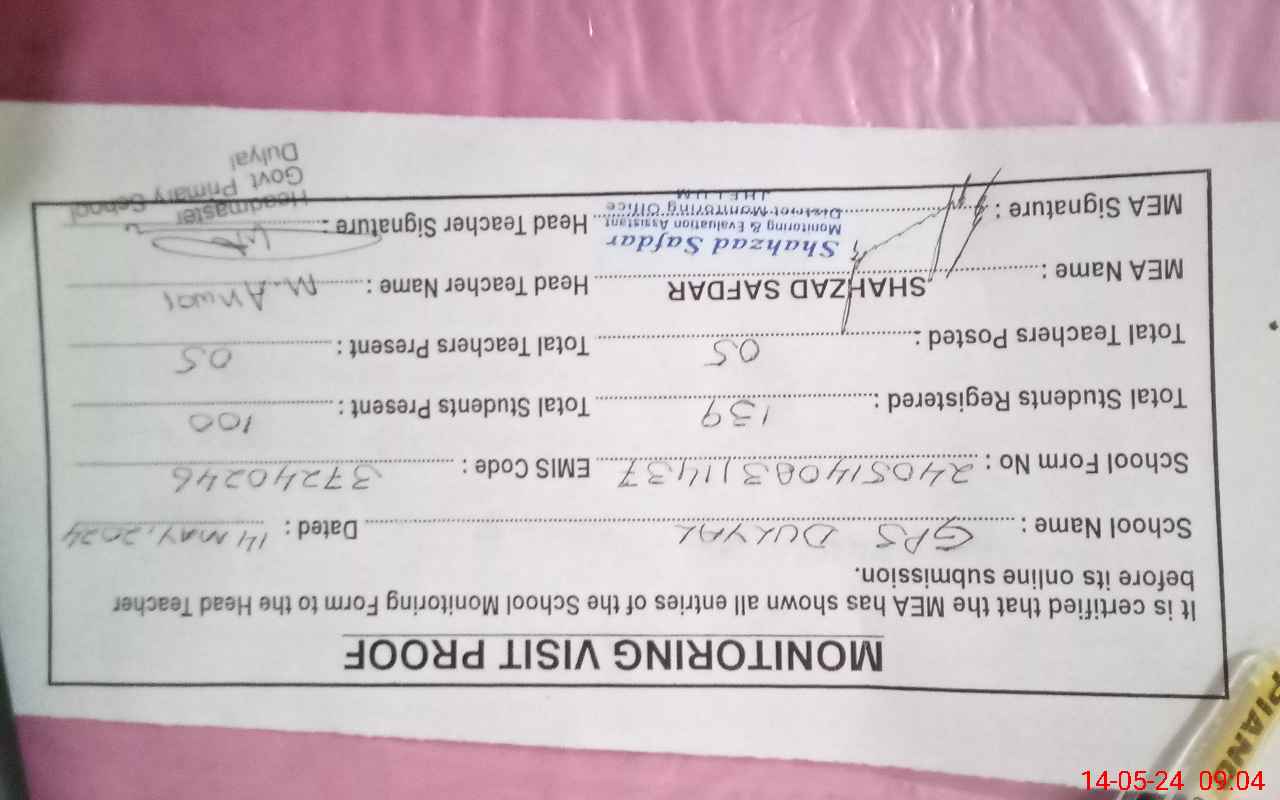 MONITORING VISIT PROOF
It is certified that the MEA has shown all entries of the School Monitoring Form to the Head Teacher
before its online submission.
School Name : GPS DULYAL Dated : 14 MAY, 2024
School Form No : 2405140083111437 EMIS Code : 37240246
Total Students Registered : 139 Total Students Present : 100
Total Teachers Posted : 05 Total Teachers Present : 05
MEA Name : SHAHZAD SAFDAR Head Teacher Name : M. Anwar
MEA Signature : Head Teacher Signature :
Shahzad Safdar
Monitoring & Evaluation Assistant
District Monitoring Office
JHELUM
Headmaster
Govt Primary School
Dulyal
PIANO
14-05-24 09:04